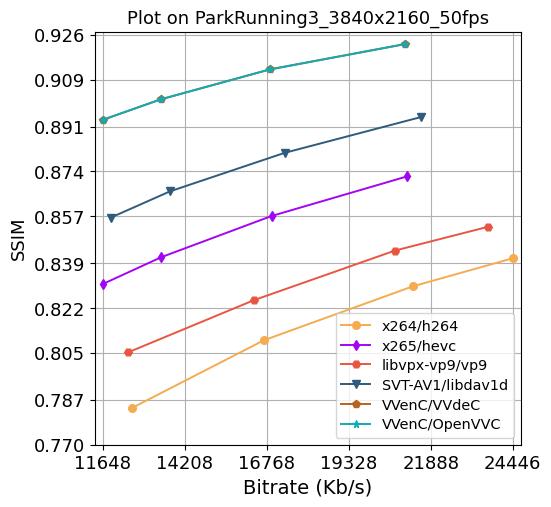 Plot on ParkRunning3_3840x2160_50fps
0.926
0.909
0.891
0.874
0.857
0.839
0.822
0.805
0.787
0.770
SSIM
x264/h264
x265/hevc
libvpx-vp9/vp9
SVT-AV1/libdav1d
VVenC/VVdeC
VVenC/OpenVVC
11648 14208 16768 19328 21888 24446
Bitrate (Kb/s)